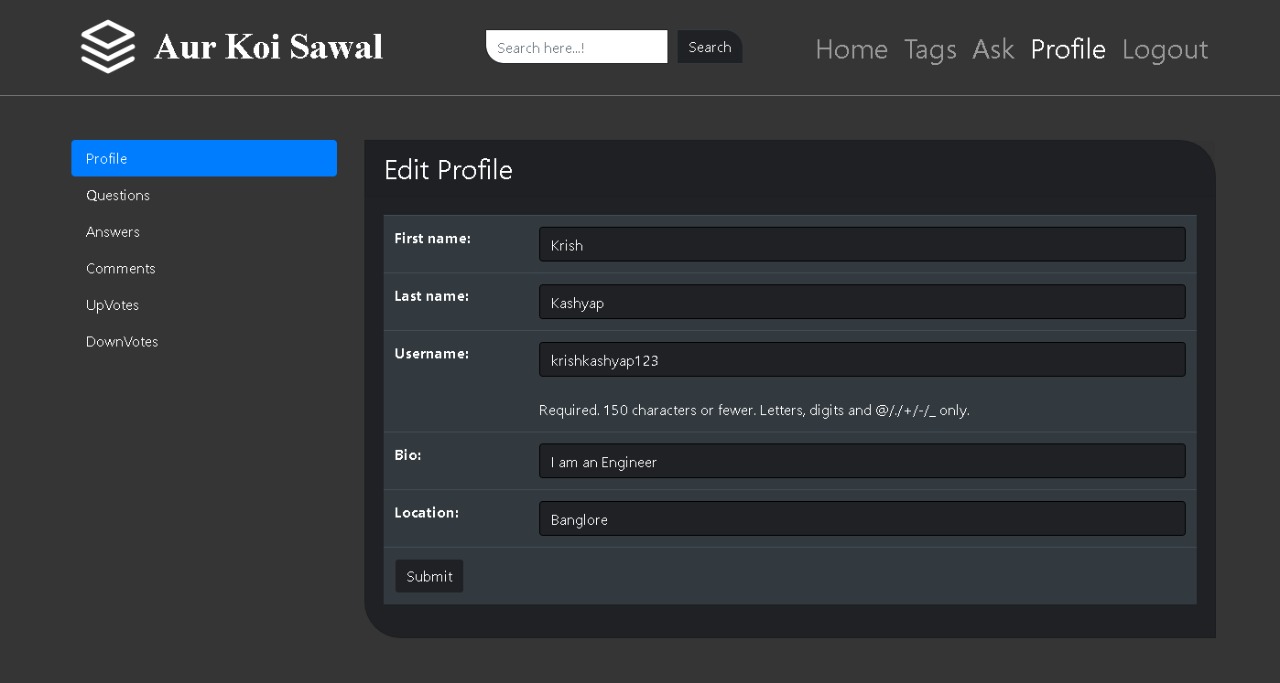 Aur Koi Sawal
Search here...!
Search
Home Tags Ask Profile Logout
Profile
Questions
Answers
Comments
UpVotes
DownVotes
Edit Profile
First name: Krish
Last name: Kashyap
Username: krishkashyap123
Required. 150 characters or fewer. Letters, digits and @/./+/-/_ only.
Bio: I am an Engineer
Location: Banglore
Submit